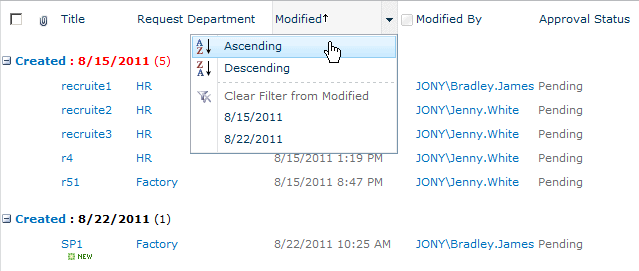 Title Request Department Modified↑ Modified By Approval Status
Ascending
Descending
Clear Filter from Modified
8/15/2011
8/22/2011
Created : 8/15/2011 (5)
recruite1 HR JONY\Bradley.James Pending
recruite2 HR JONY\Jenny.White Pending
recruite3 HR JONY\Jenny.White Pending
r4 HR 8/15/2011 1:19 PM JONY\Jenny.White Pending
r51 Factory 8/15/2011 8:47 PM JONY\Jenny.White Pending
Created : 8/22/2011 (1)
SP1 Factory 8/22/2011 10:25 AM JONY\Bradley.James Pending
NEW